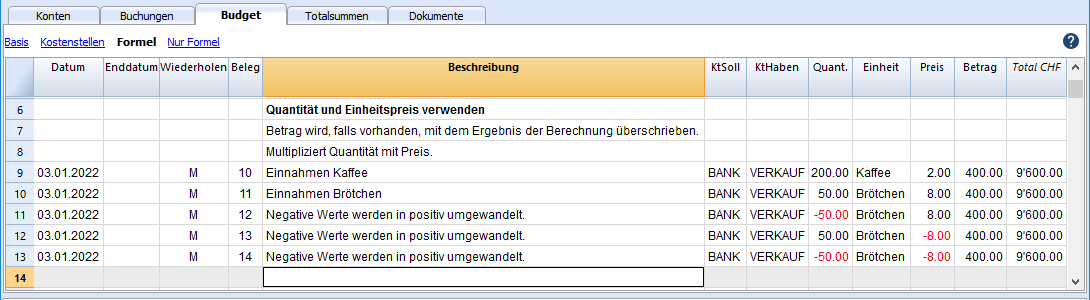 Konten Buchungen Budget Totalsummen Dokumente
Basis Kostenstellen Formel Nur Formel ?
Datum Enddatum Wiederholen Beleg Beschreibung KtSoll KtHaben Quant. Einheit Preis Betrag Total CHF
6 Quantität und Einheitspreis verwenden
7 Betrag wird, falls vorhanden, mit dem Ergebnis der Berechnung überschrieben.
8 Multipliziert Quantität mit Preis.
9 03.01.2022 M 10 Einnahmen Kaffee BANK VERKAUF 200.00 Kaffee 2.00 400.00 9'600.00
10 03.01.2022 M 11 Einnahmen Brötchen BANK VERKAUF 50.00 Brötchen 8.00 400.00 9'600.00
11 03.01.2022 M 12 Negative Werte werden in positiv umgewandelt. BANK VERKAUF -50.00 Brötchen 8.00 400.00 9'600.00
12 03.01.2022 M 13 Negative Werte werden in positiv umgewandelt. BANK VERKAUF 50.00 Brötchen -8.00 400.00 9'600.00
13 03.01.2022 M 14 Negative Werte werden in positiv umgewandelt. BANK VERKAUF -50.00 Brötchen -8.00 400.00 9'600.00
14